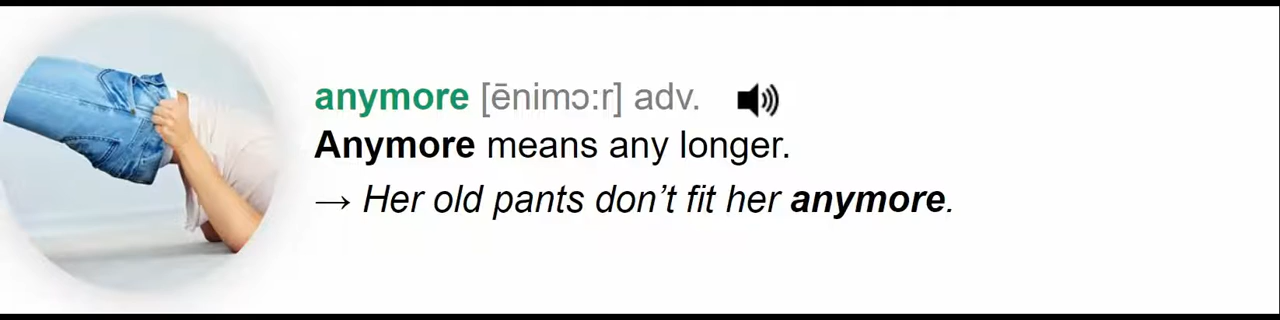 anymore [ēnimɔ:r] adv.
Anymore means any longer.
→ Her old pants don’t fit her anymore.